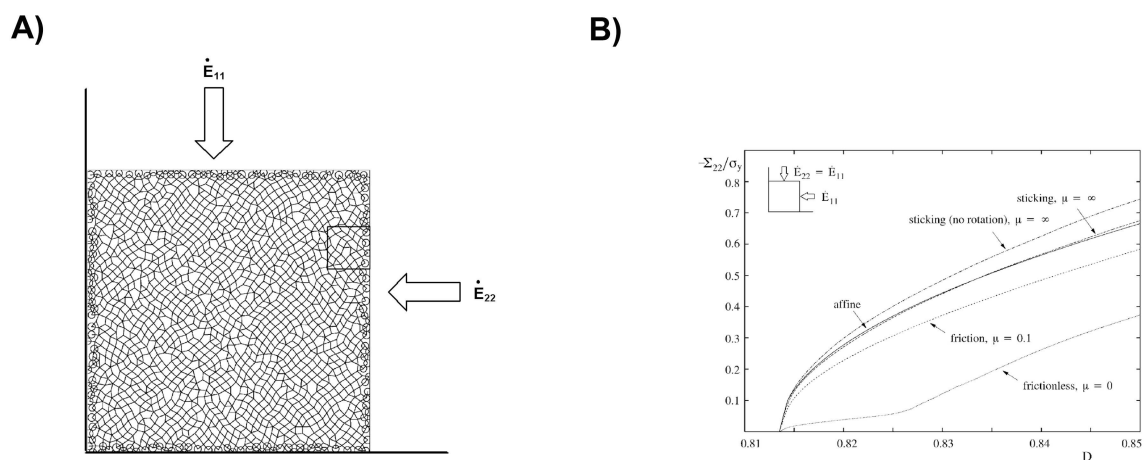 A)
Ė₁₁
Ė₂₂
B)
–Σ₂₂/σy
0.8
0.7
0.6
0.5
0.4
0.3
0.2
0.1
Ė₂₂ = Ė₁₁
Ė₁₁
sticking, μ = ∞
sticking (no rotation), μ = ∞
affine
friction, μ = 0.1
frictionless, μ = 0
0.81 0.82 0.83 0.84 0.85
D